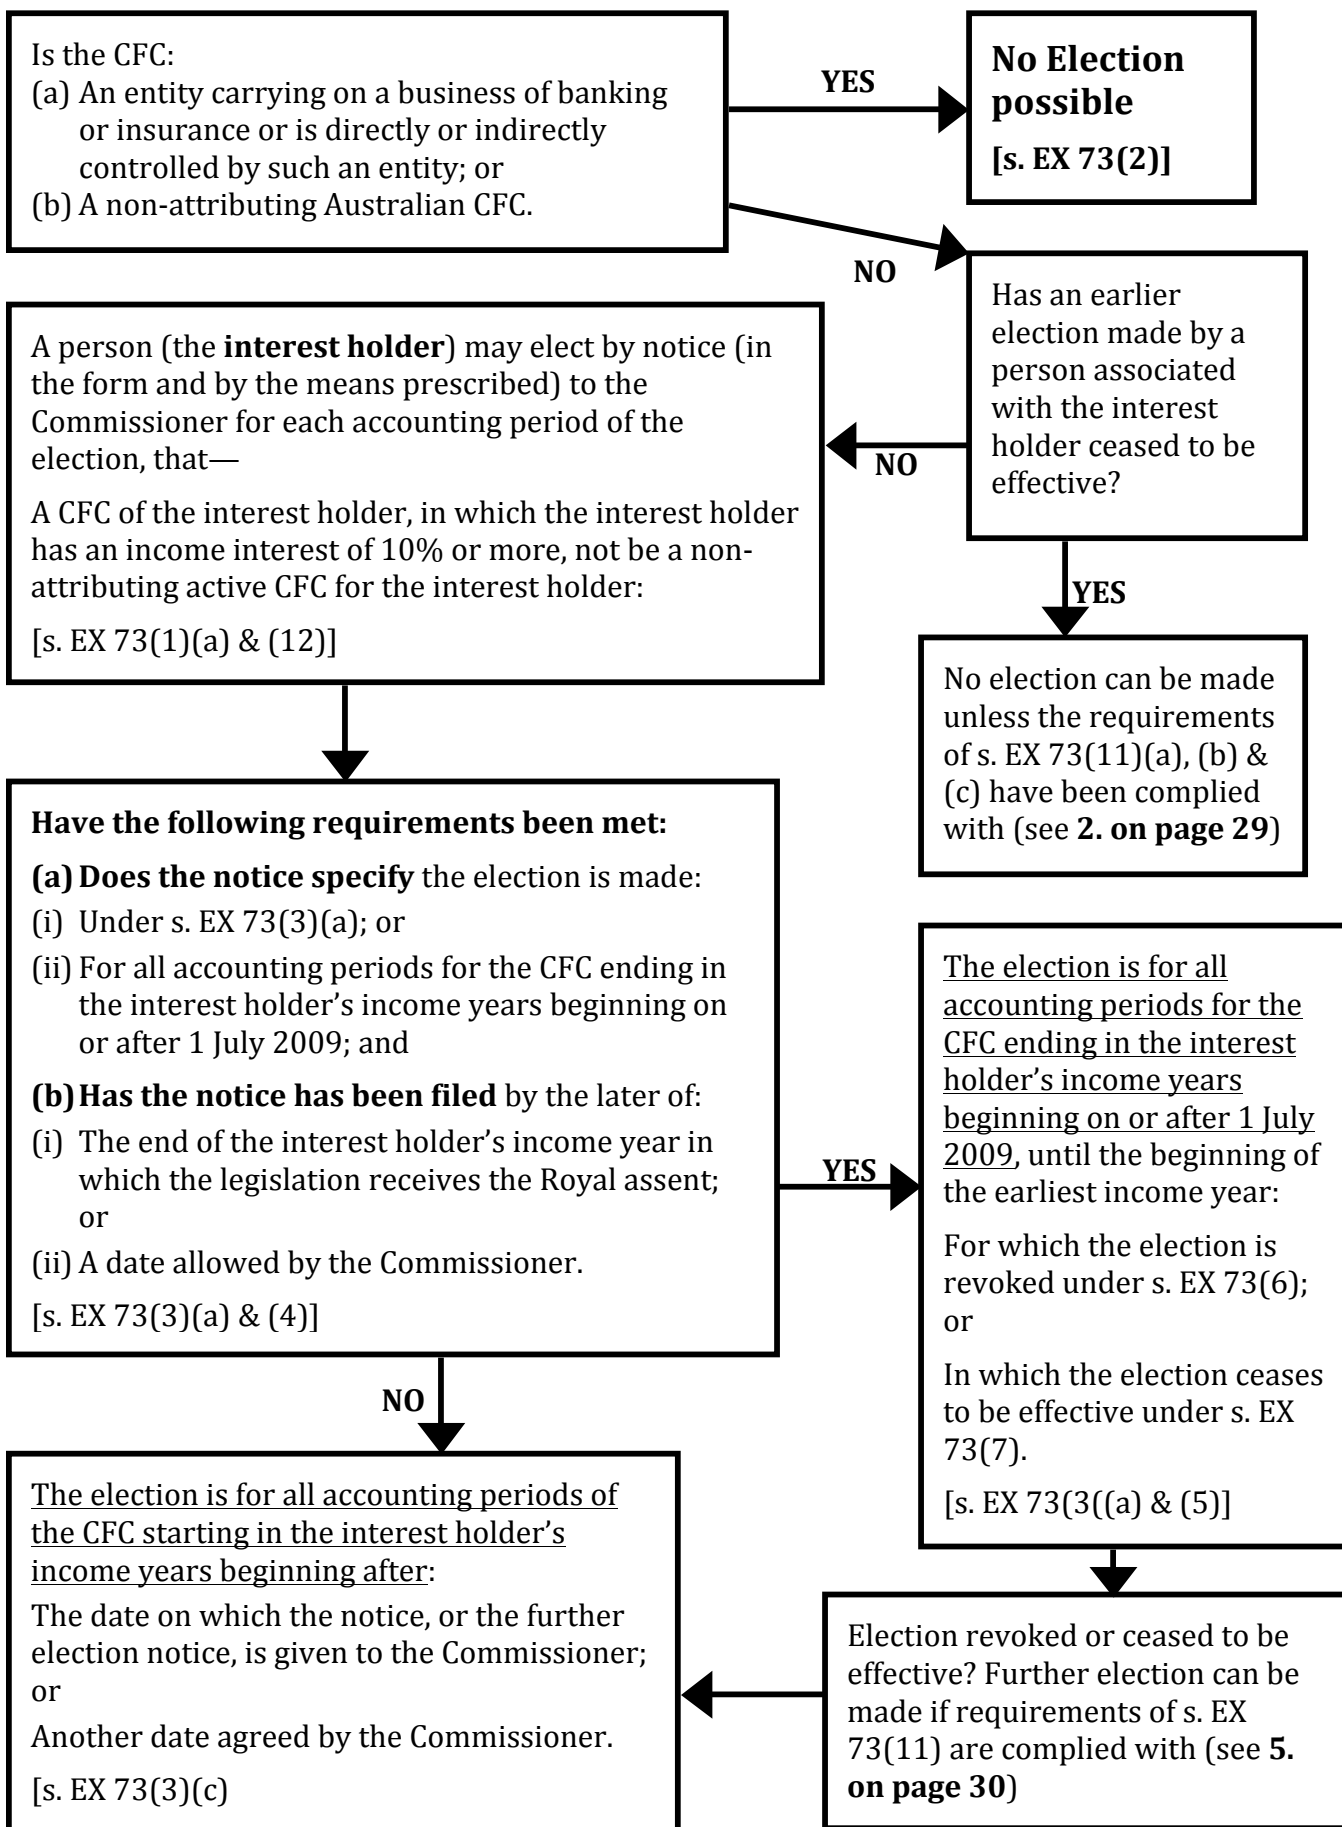 Is the CFC:
(a) An entity carrying on a business of banking
or insurance or is directly or indirectly
controlled by such an entity; or
(b) A non-attributing Australian CFC.
YES
No Election
possible
[s. EX 73(2)]
NO
Has an earlier
election made by a
person associated
with the interest
holder ceased to be
effective?
NO
A person (the interest holder) may elect by notice (in
the form and by the means prescribed) to the
Commissioner for each accounting period of the
election, that—
A CFC of the interest holder, in which the interest holder
has an income interest of 10% or more, not be a non-
attributing active CFC for the interest holder:
[s. EX 73(1)(a) & (12)]
YES
No election can be made
unless the requirements
of s. EX 73(11)(a), (b) &
(c) have been complied
with (see 2. on page 29)
Have the following requirements been met:
(a) Does the notice specify the election is made:
(i) Under s. EX 73(3)(a); or
(ii) For all accounting periods for the CFC ending in
the interest holder’s income years beginning on
or after 1 July 2009; and
(b) Has the notice has been filed by the later of:
(i) The end of the interest holder’s income year in
which the legislation receives the Royal assent;
or
(ii) A date allowed by the Commissioner.
[s. EX 73(3)(a) & (4)]
YES
The election is for all
accounting periods for the
CFC ending in the interest
holder’s income years
beginning on or after 1 July
2009, until the beginning of
the earliest income year:
For which the election is
revoked under s. EX 73(6);
or
In which the election ceases
to be effective under s. EX
73(7).
[s. EX 73(3((a) & (5)]
NO
The election is for all accounting periods of
the CFC starting in the interest holder’s
income years beginning after:
The date on which the notice, or the further
election notice, is given to the Commissioner;
or
Another date agreed by the Commissioner.
[s. EX 73(3)(c)
Election revoked or ceased to be
effective? Further election can be
made if requirements of s. EX
73(11) are complied with (see 5.
on page 30)